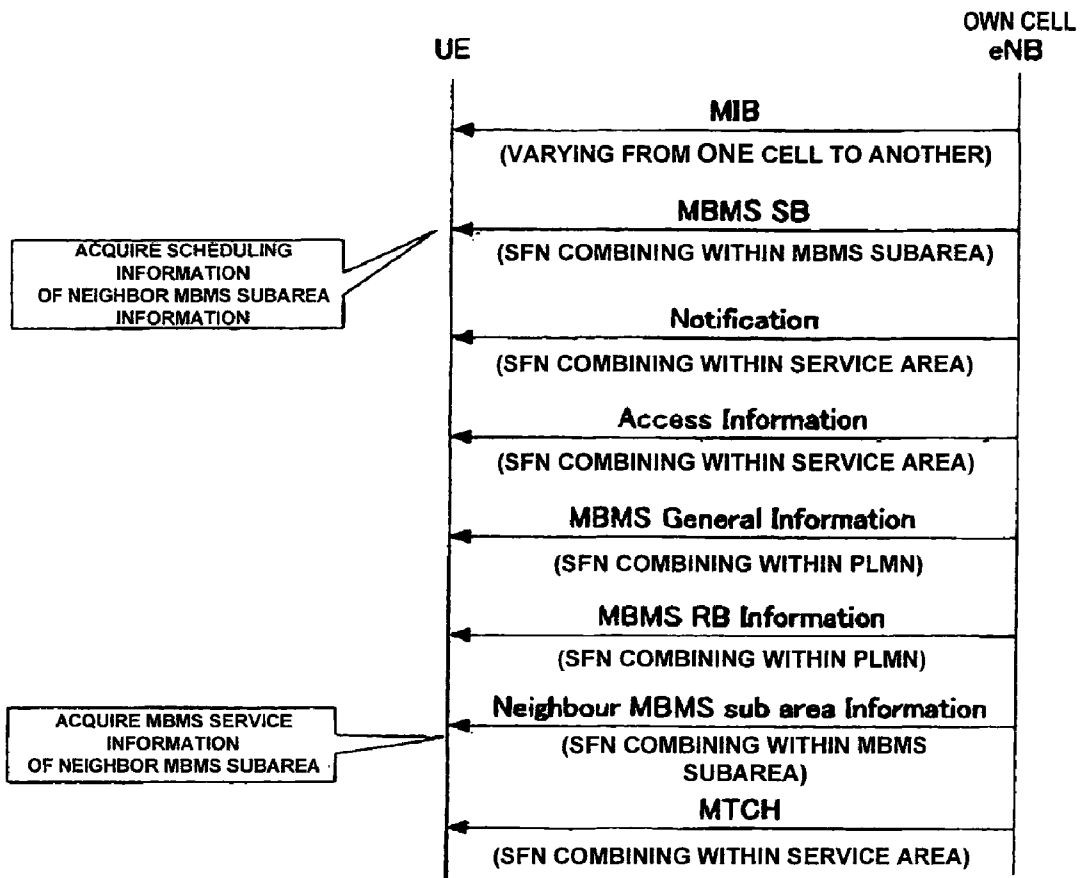 OWN CELL
UE
eNB
MIB
(VARYING FROM ONE CELL TO ANOTHER)
MBMS SB
(SFN COMBINING WITHIN MBMS SUBAREA)
ACQUIRE SCHEDULING
INFORMATION
OF NEIGHBOR MBMS SUBAREA
INFORMATION
Notification
(SFN COMBINING WITHIN SERVICE AREA)
Access Information
(SFN COMBINING WITHIN SERVICE AREA)
MBMS General Information
(SFN COMBINING WITHIN PLMN)
MBMS RB Information
(SFN COMBINING WITHIN PLMN)
Neighbour MBMS sub area Information
(SFN COMBINING WITHIN MBMS
SUBAREA)
ACQUIRE MBMS SERVICE
INFORMATION
OF NEIGHBOR MBMS SUBAREA
MTCH
(SFN COMBINING WITHIN SERVICE AREA)